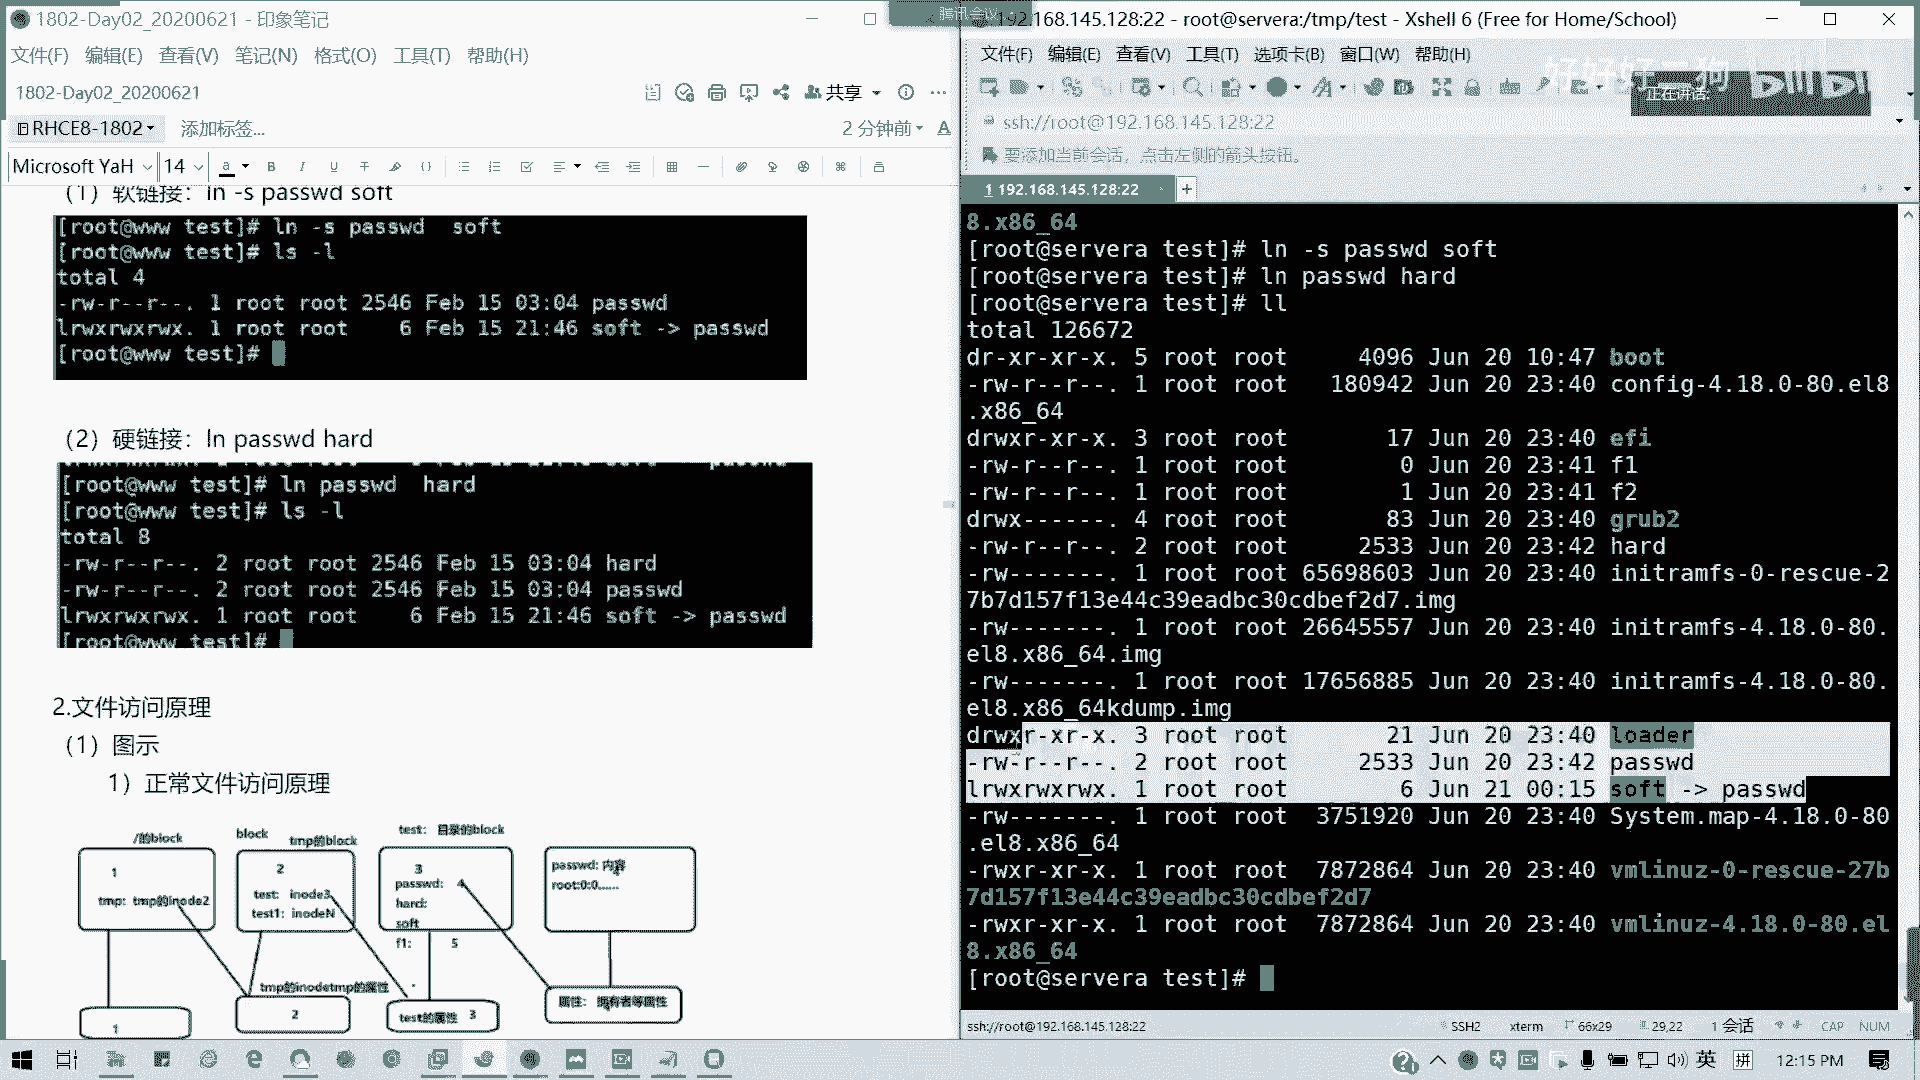 1802-Day02_20200621 - 印象笔记
文件(F) 编辑(E) 查看(V) 笔记(N) 格式(O) 工具(T) 帮助(H)
1802-Day02_20200621
共享
RHCE8-1802 添加标签...
2 分钟前
Microsoft YaH 14
（1）软链接：ln -s passwd soft
[root@www test]# ln -s passwd  soft
[root@www test]# ls -l
total 4
-rw-r--r--. 1 root root 2546 Feb 15 03:04 passwd
lrwxrwxrwx. 1 root root    6 Feb 15 21:46 soft -> passwd
[root@www test]#
（2）硬链接：ln passwd hard
[root@www test]# ln passwd  hard
[root@www test]# ls -l
total 8
-rw-r--r--. 2 root root 2546 Feb 15 03:04 hard
-rw-r--r--. 2 root root 2546 Feb 15 03:04 passwd
lrwxrwxrwx. 1 root root    6 Feb 15 21:46 soft -> passwd
[root@www test]#
2.文件访问原理
（1）图示
1）正常文件访问原理
/的block
1
tmp: tmp的inode2
1
block
tmp的block
2
test: inode3
test1: inodeN
tmp的inodetmp的属性
2
test: 目录的block
3
passwd: 4
hard:
soft
f1: 5
test的属性 3
passwd: 内容
root:0:0......
属性： 拥有者等属性
腾讯会议
192.168.145.128:22 - root@servera:/tmp/test - Xshell 6 (Free for Home/School)
文件(F) 编辑(E) 查看(V) 工具(T) 选项卡(B) 窗口(W) 帮助(H)
好好好二狗
正在讲话:
ssh://root@192.168.145.128:22
要添加当前会话，点击左侧的箭头按钮。
1 192.168.145.128:22
8.x86_64
[root@servera test]# ln -s passwd soft
[root@servera test]# ln passwd hard
[root@servera test]# ll
total 126672
dr-xr-xr-x. 5 root root     4096 Jun 20 10:47 boot
-rw-r--r--. 1 root root   180942 Jun 20 23:40 config-4.18.0-80.el8
.x86_64
drwxr-xr-x. 3 root root       17 Jun 20 23:40 efi
-rw-r--r--. 1 root root        0 Jun 20 23:41 f1
-rw-r--r--. 1 root root        1 Jun 20 23:41 f2
drwx------. 4 root root       83 Jun 20 23:40 grub2
-rw-r--r--. 2 root root     2533 Jun 20 23:42 hard
-rw-------. 1 root root 65698603 Jun 20 23:40 initramfs-0-rescue-2
7b7d157f13e44c39eadbc30cdbef2d7.img
-rw-------. 1 root root 26645557 Jun 20 23:40 initramfs-4.18.0-80.
el8.x86_64.img
-rw-------. 1 root root 17656885 Jun 20 23:40 initramfs-4.18.0-80.
el8.x86_64kdump.img
drwxr-xr-x. 3 root root       21 Jun 20 23:40 loader
-rw-r--r--. 2 root root     2533 Jun 20 23:42 passwd
lrwxrwxrwx. 1 root root        6 Jun 21 00:15 soft -> passwd
-rw-------. 1 root root  3751920 Jun 20 23:40 System.map-4.18.0-80
.el8.x86_64
-rwxr-xr-x. 1 root root  7872864 Jun 20 23:40 vmlinuz-0-rescue-27b
7d157f13e44c39eadbc30cdbef2d7
-rwxr-xr-x. 1 root root  7872864 Jun 20 23:40 vmlinuz-4.18.0-80.el
8.x86_64
[root@servera test]#
ssh://root@192.168.145.128:22 SSH2 xterm 66x29 29,22 1 会话 CAP NUM
英 拼 12:15 PM